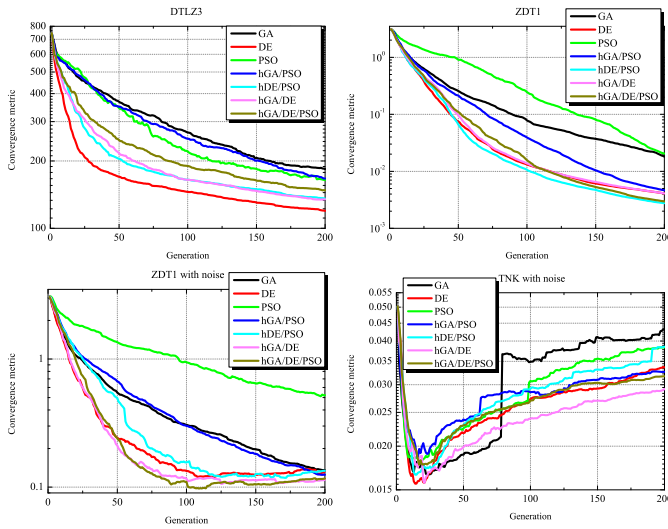 DTLZ3
800
700
600
500
400
300
200
100
0
50
100
150
200
Convergence metric
Generation
GA
DE
PSO
hGA/PSO
hDE/PSO
hGA/DE
hGA/DE/PSO
ZDT1
10^0
10^-1
10^-2
10^-3
0
50
100
150
200
Convergence metric
Generation
GA
DE
PSO
hGA/PSO
hDE/PSO
hGA/DE
hGA/DE/PSO
ZDT1 with noise
1
0.1
0
50
100
150
200
Convergence metric
Generation
GA
DE
PSO
hGA/PSO
hDE/PSO
hGA/DE
hGA/DE/PSO
TNK with noise
0.055
0.050
0.045
0.040
0.035
0.030
0.025
0.020
0.015
0
50
100
150
200
Convergence metric
Generation
GA
DE
PSO
hGA/PSO
hDE/PSO
hGA/DE
hGA/DE/PSO